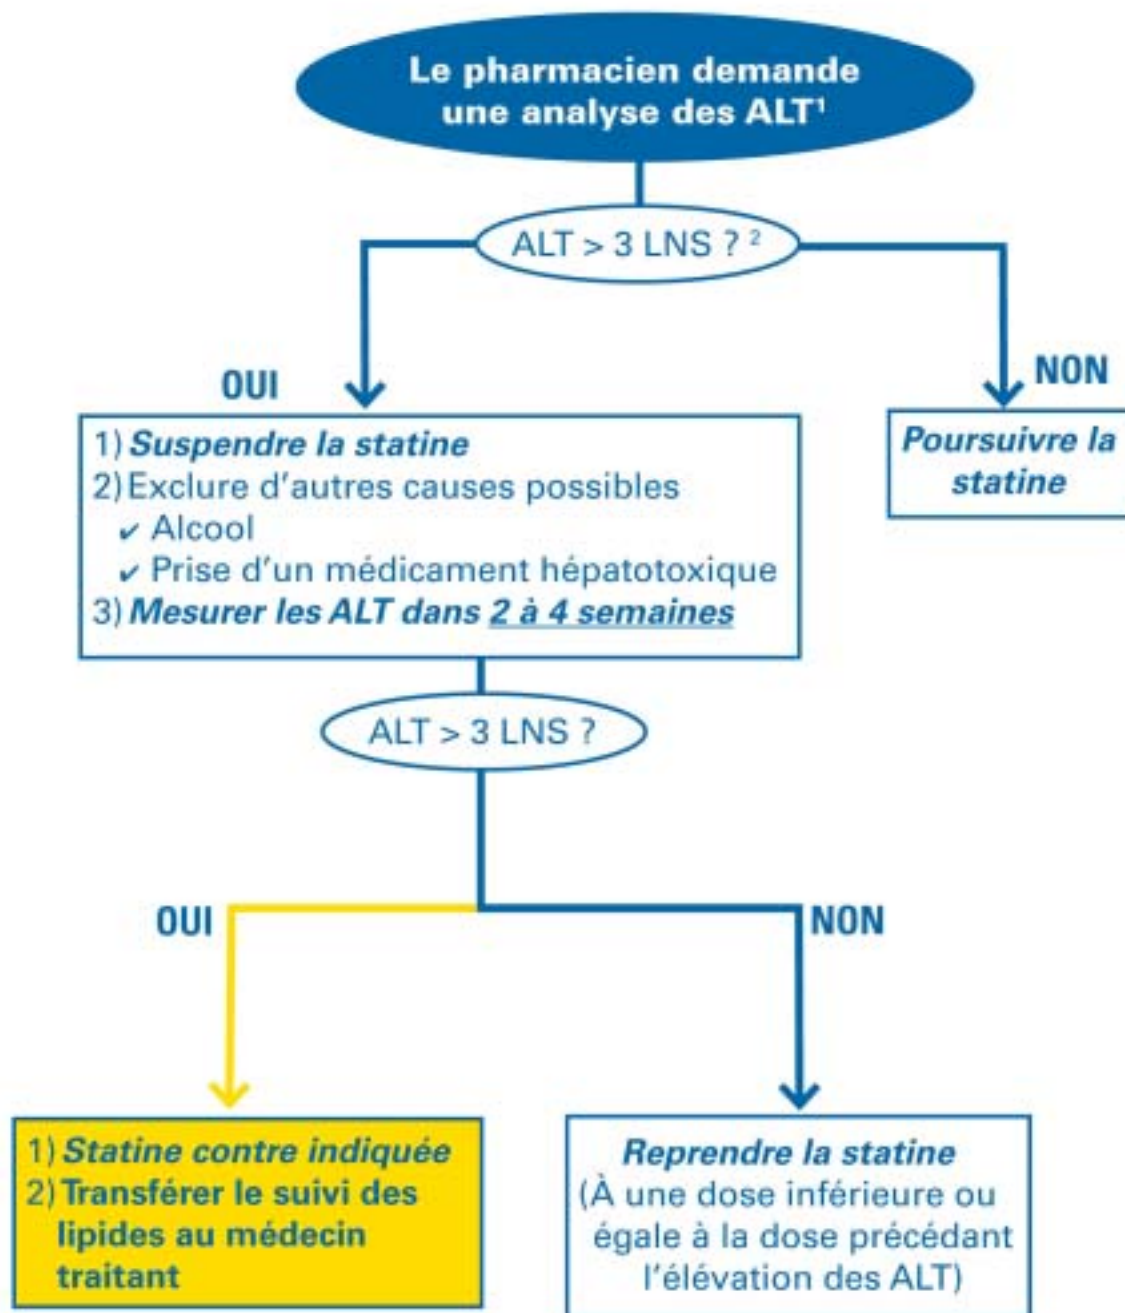 Le pharmacien demande
une analyse des ALT¹
ALT > 3 LNS ? ²
OUI
NON
1) Suspendre la statine
2) Exclure d'autres causes possibles
✔ Alcool
✔ Prise d'un médicament hépatotoxique
3) Mesurer les ALT dans 2 à 4 semaines
Poursuivre la
statine
ALT > 3 LNS ?
OUI
NON
1) Statine contre indiquée
2) Transférer le suivi des
lipides au médecin
traitant
Reprendre la statine
(À une dose inférieure ou
égale à la dose précédant
l'élévation des ALT)